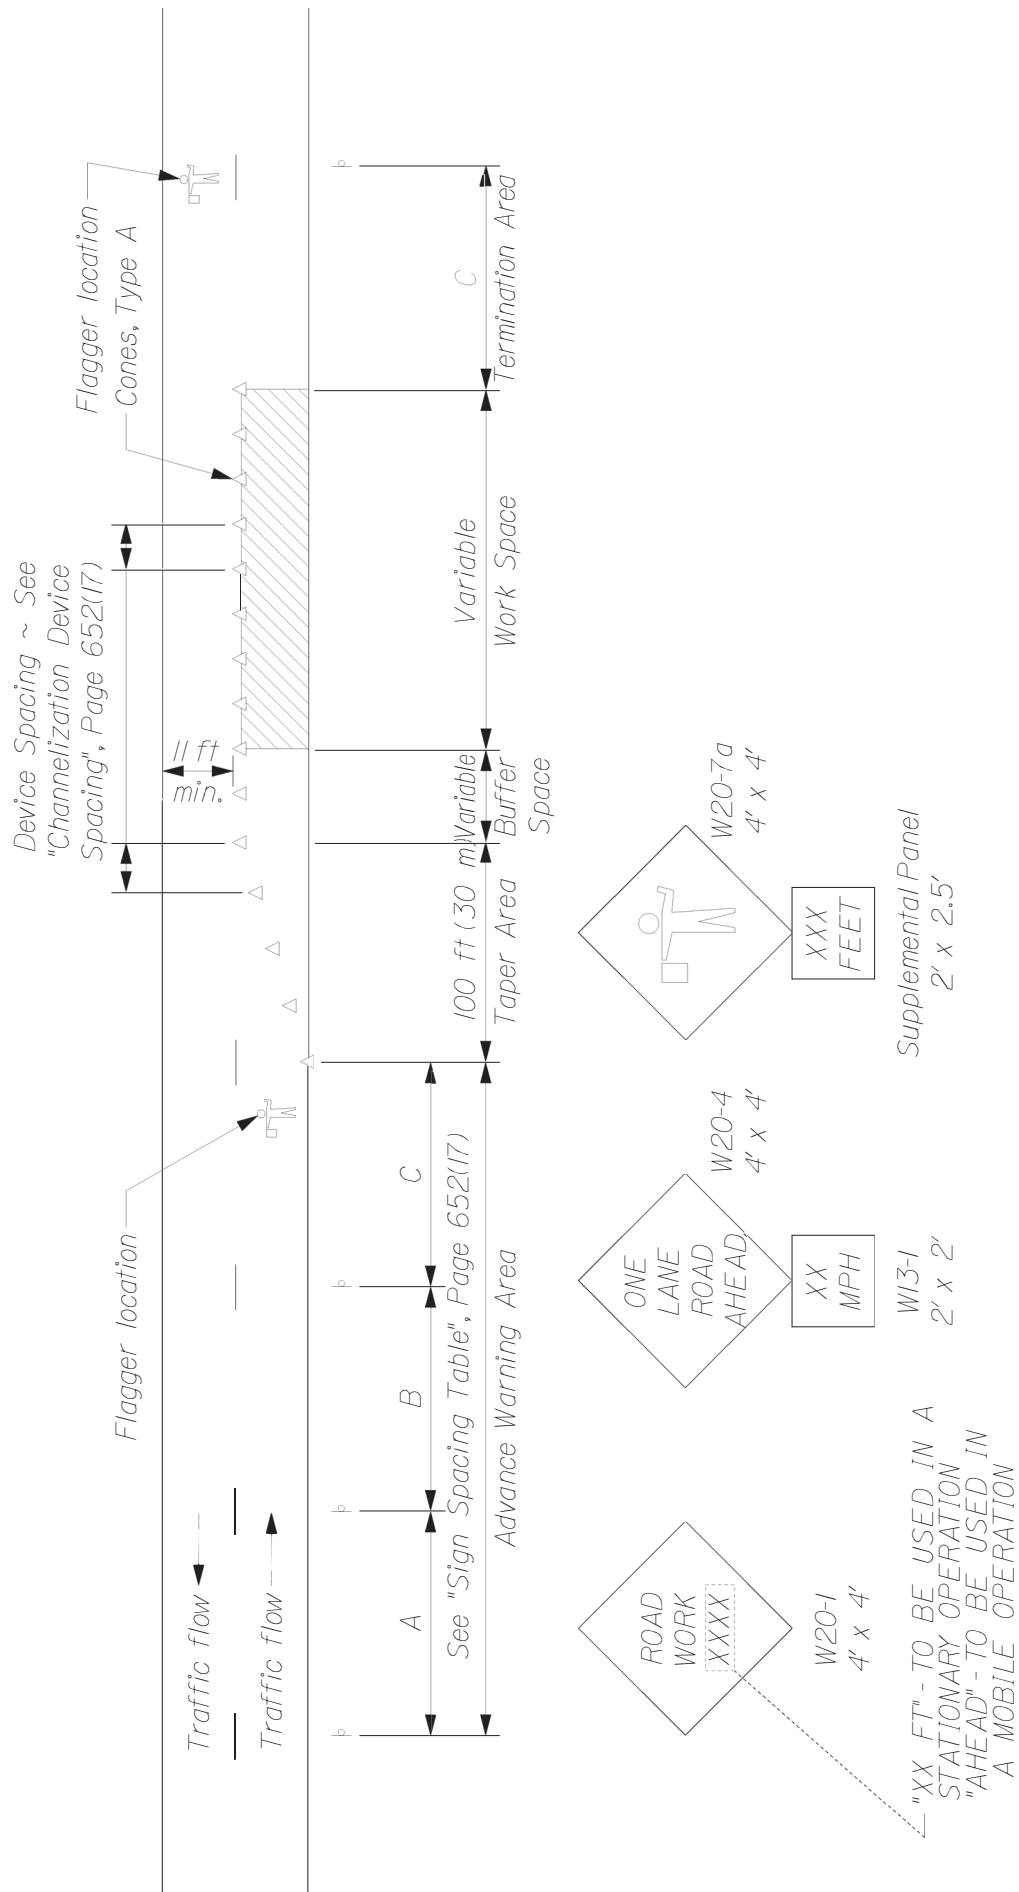 Device Spacing ~ See
"Channelization Device
Spacing", Page 652(17)
Flagger location
Cones, Type A
Flagger location
Traffic flow
Traffic flow
11 ft
min.
A
B
C
See "Sign Spacing Table", Page 652(17)
Advance Warning Area
100 ft (30 m)
Taper Area
Variable
Buffer
Space
Variable
Work Space
C
Termination Area
ROAD
WORK
XXXX
W20-1
4' x 4'
"XX FT"- TO BE USED IN A
STATIONARY OPERATION
"AHEAD"- TO BE USED IN
A MOBILE OPERATION
ONE
LANE
ROAD
AHEAD
W20-4
4' x 4'
XX
MPH
W13-1
2' x 2'
W20-7a
4' x 4'
XXX
FEET
Supplemental Panel
2' x 2.5'